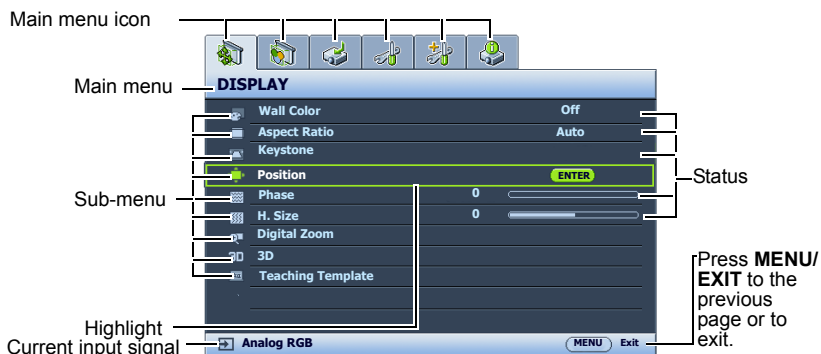 Main menu icon
Main menu
DISPLAY
Wall Color Off
Aspect Ratio Auto
Keystone
Position ENTER
Status
Sub-menu
Phase 0
H. Size 0
Digital Zoom
3D 3D
Teaching Template
Press MENU/
EXIT to the
previous
page or to
exit.
Highlight
Current input signal
Analog RGB MENU Exit